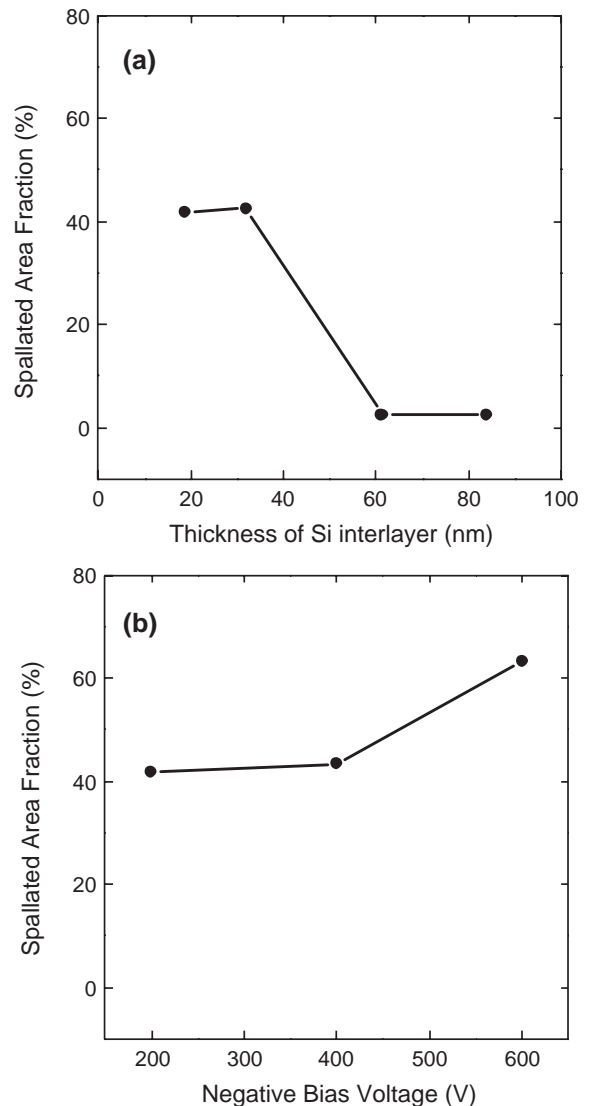 80
(a)
60
40
20
0
Spallated Area Fraction (%)
0 20 40 60 80 100
Thickness of Si interlayer (nm)
80
(b)
60
40
20
0
Spallated Area Fraction (%)
200 300 400 500 600
Negative Bias Voltage (V)